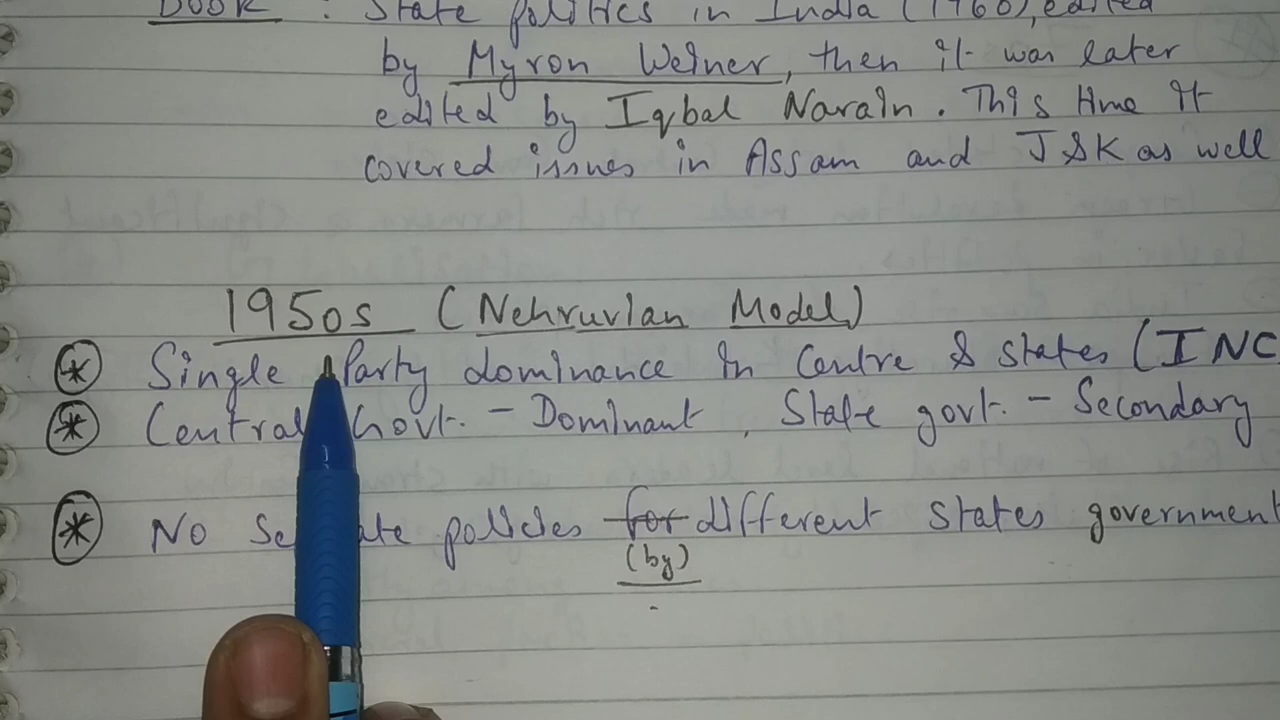 Book : State politics in India (1960), edited
by Myron Weiner, then it was later
edited by Iqbal Narain. This time it
covered issues in Assam and J&K as well
1950s (Nehruvian Model)
* Single Party dominance in Centre & states (INC
* Central Govt. - Dominant, State govt. - Secondary
* No policies for different states government
(by)